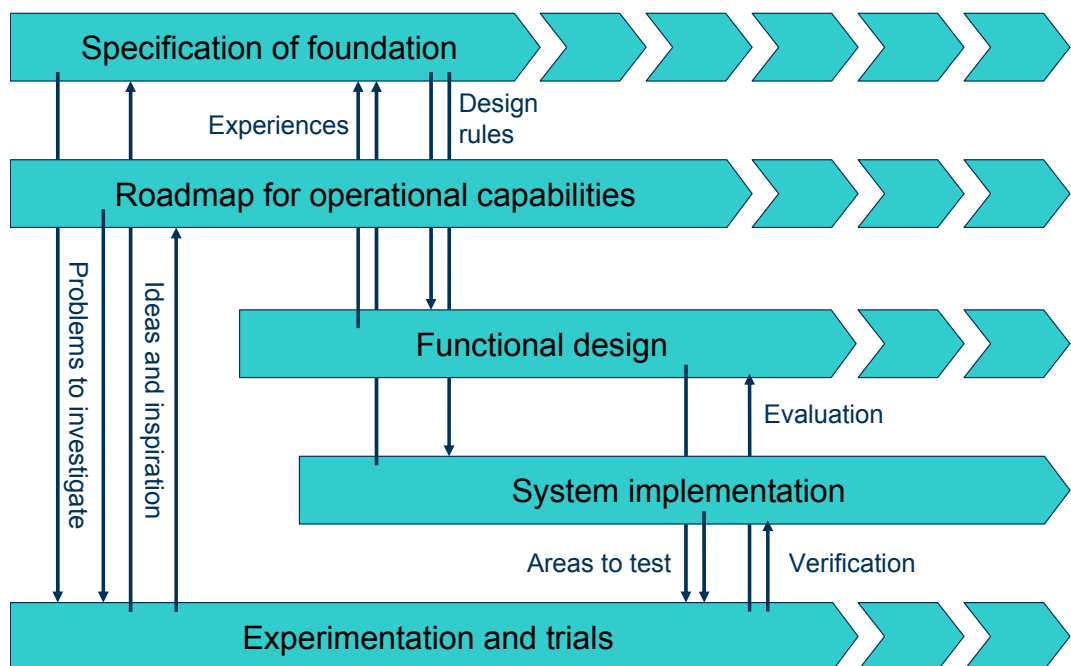 Specification of foundation
Experiences
Design
rules
Roadmap for operational capabilities
Problems to investigate
Ideas and inspiration
Functional design
Evaluation
System implementation
Areas to test
Verification
Experimentation and trials